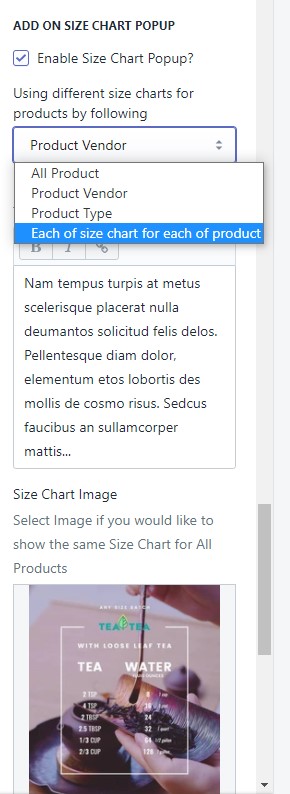 ADD ON SIZE CHART POPUP
Enable Size Chart Popup?
Using different size charts for
products by following
Product Vendor
All Product
Product Vendor
Product Type
Each of size chart for each of product
B I
Nam tempus turpis at metus
scelerisque placerat nulla
deumantos solicitud felis delos.
Pellentesque diam dolor,
elementum etos lobortis des
mollis de cosmo risus. Sedcus
faucibus an sullamcorper
mattis...
Size Chart Image
Select Image if you would like to
show the same Size Chart for All
Products
ANY SIZE BATCH
TEA TEA
WITH LOOSE LEAF TEA
TEA WATER
2 TSP 8
4 TSP 16
2 TBSP 24
2.5 TBSP 32
1/3 CUP 64
2/3 CUP 128